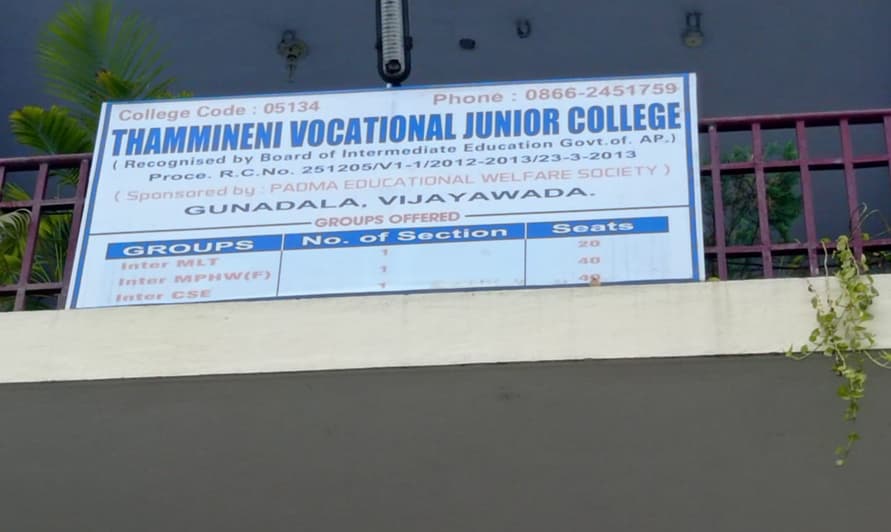 College Code : 05134 Phone : 0866-2451759
THAMMINENI VOCATIONAL JUNIOR COLLEGE
( Recognised by Board of Intermediate Education Govt.of. AP.)
Proce. R.C.No. 251205/V1-1/2012-2013/23-3-2013
( Sponsored by : PADMA EDUCATIONAL WELFARE SOCIETY )
GUNADALA, VIJAYAWADA.
GROUPS OFFERED
GROUPS No. of Section Seats
Inter MLT 1 20
Inter MPHW(F) 1 40
Inter CSE 1 40